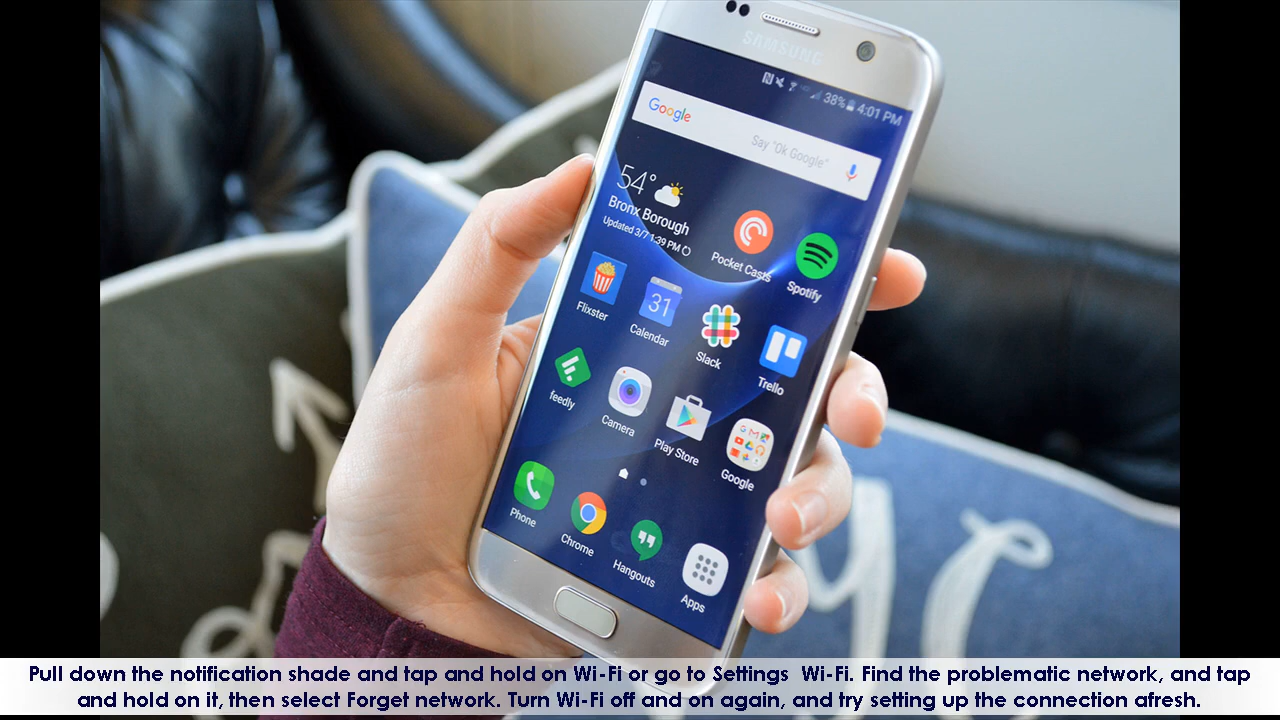 SAMSUNG
38% 4:01 PM
Google
Say "Ok Google"
54°
Bronx Borough
Updated 3/7 1:39 PM
Pocket Casts
Spotify
Flixster
31
Calendar
Slack
Trello
feedly
Camera
Play Store
Google
Phone
Chrome
Hangouts
Apps
Pull down the notification shade and tap and hold on Wi-Fi or go to Settings  Wi-Fi. Find the problematic network, and tap
and hold on it, then select Forget network. Turn Wi-Fi off and on again, and try setting up the connection afresh.